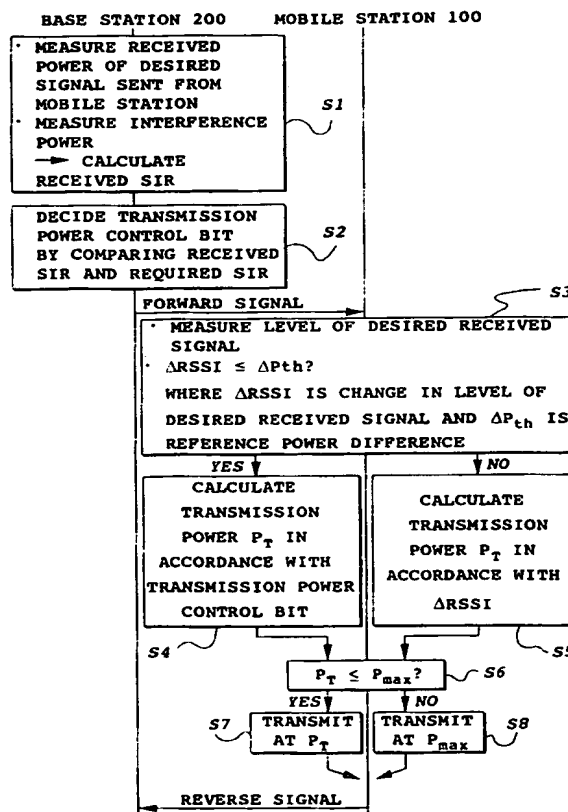 BASE STATION 200 MOBILE STATION 100
· MEASURE RECEIVED
POWER OF DESIRED
SIGNAL SENT FROM
MOBILE STATION
· MEASURE INTERFERENCE
POWER
→ CALCULATE
RECEIVED SIR
S1
DECIDE TRANSMISSION
POWER CONTROL BIT
BY COMPARING RECEIVED
SIR AND REQUIRED SIR
S2
FORWARD SIGNAL
S3
· MEASURE LEVEL OF DESIRED RECEIVED
SIGNAL
· ΔRSSI ≤ ΔPth?
WHERE ΔRSSI IS CHANGE IN LEVEL OF
DESIRED RECEIVED SIGNAL AND ΔPth IS
REFERENCE POWER DIFFERENCE
YES NO
CALCULATE
TRANSMISSION
POWER PT IN
ACCORDANCE WITH
TRANSMISSION POWER
CONTROL BIT
S4
CALCULATE
TRANSMISSION
POWER PT IN
ACCORDANCE WITH
ΔRSSI
S5
PT ≤ Pmax?
S6
YES NO
S7
TRANSMIT
AT PT
TRANSMIT
AT Pmax
S8
REVERSE SIGNAL